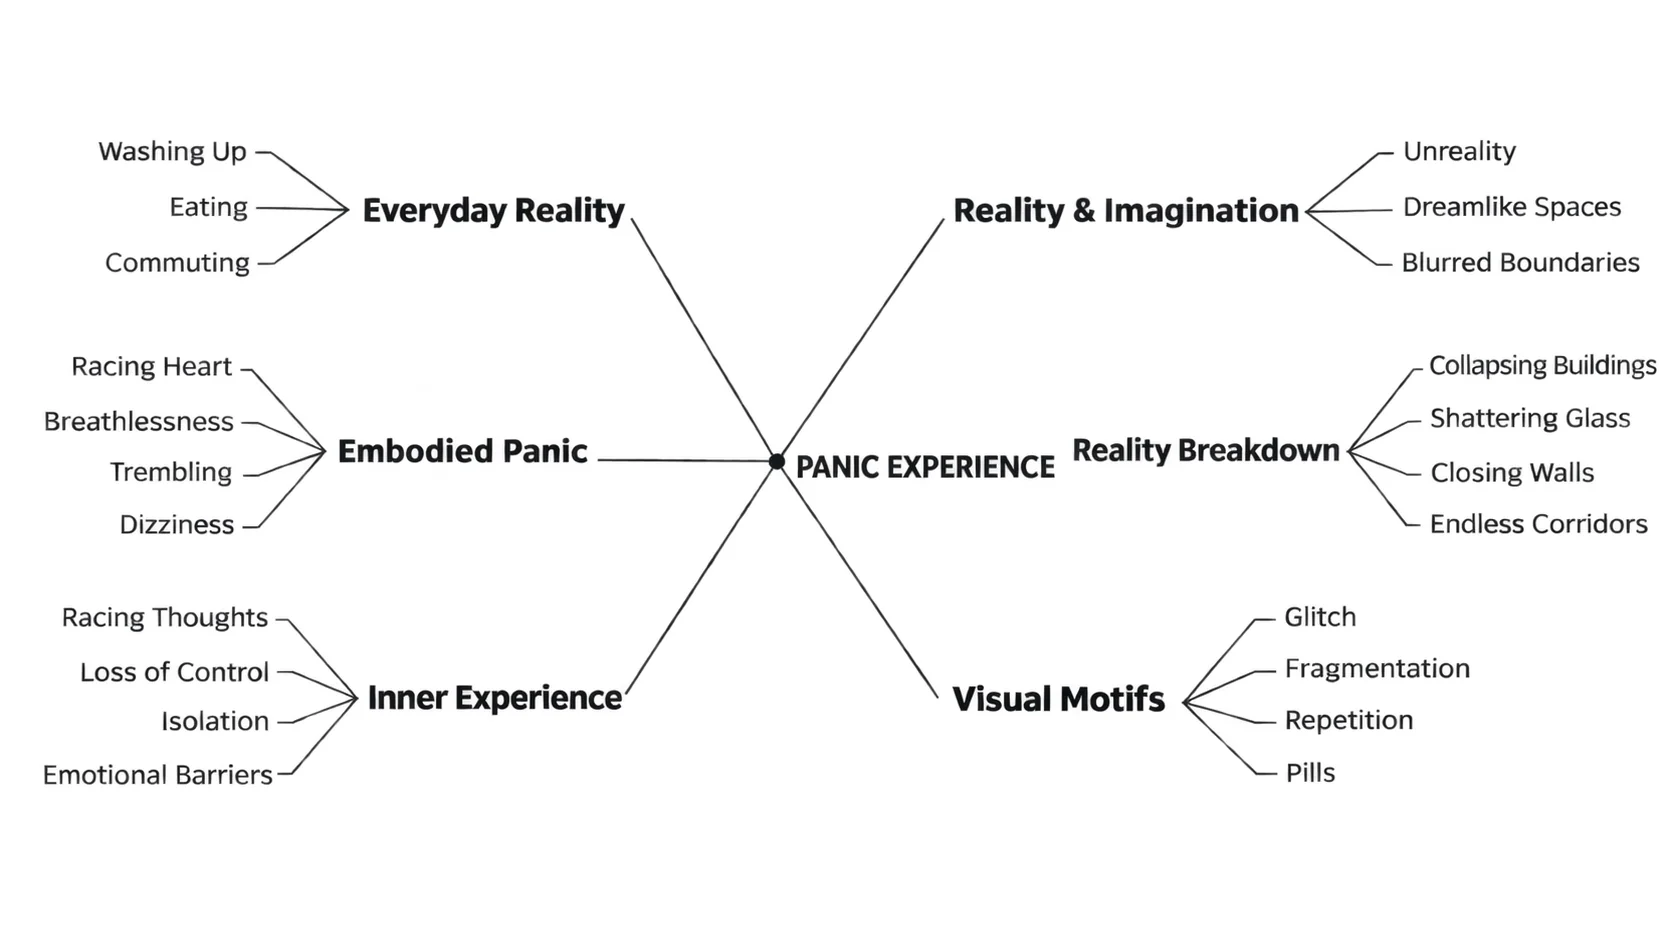 Washing Up
Eating
Commuting
Everyday Reality
Racing Heart
Breathlessness
Trembling
Dizziness
Embodied Panic
Racing Thoughts
Loss of Control
Isolation
Emotional Barriers
Inner Experience
PANIC EXPERIENCE
Reality & Imagination
Unreality
Dreamlike Spaces
Blurred Boundaries
Reality Breakdown
Collapsing Buildings
Shattering Glass
Closing Walls
Endless Corridors
Visual Motifs
Glitch
Fragmentation
Repetition
Pills